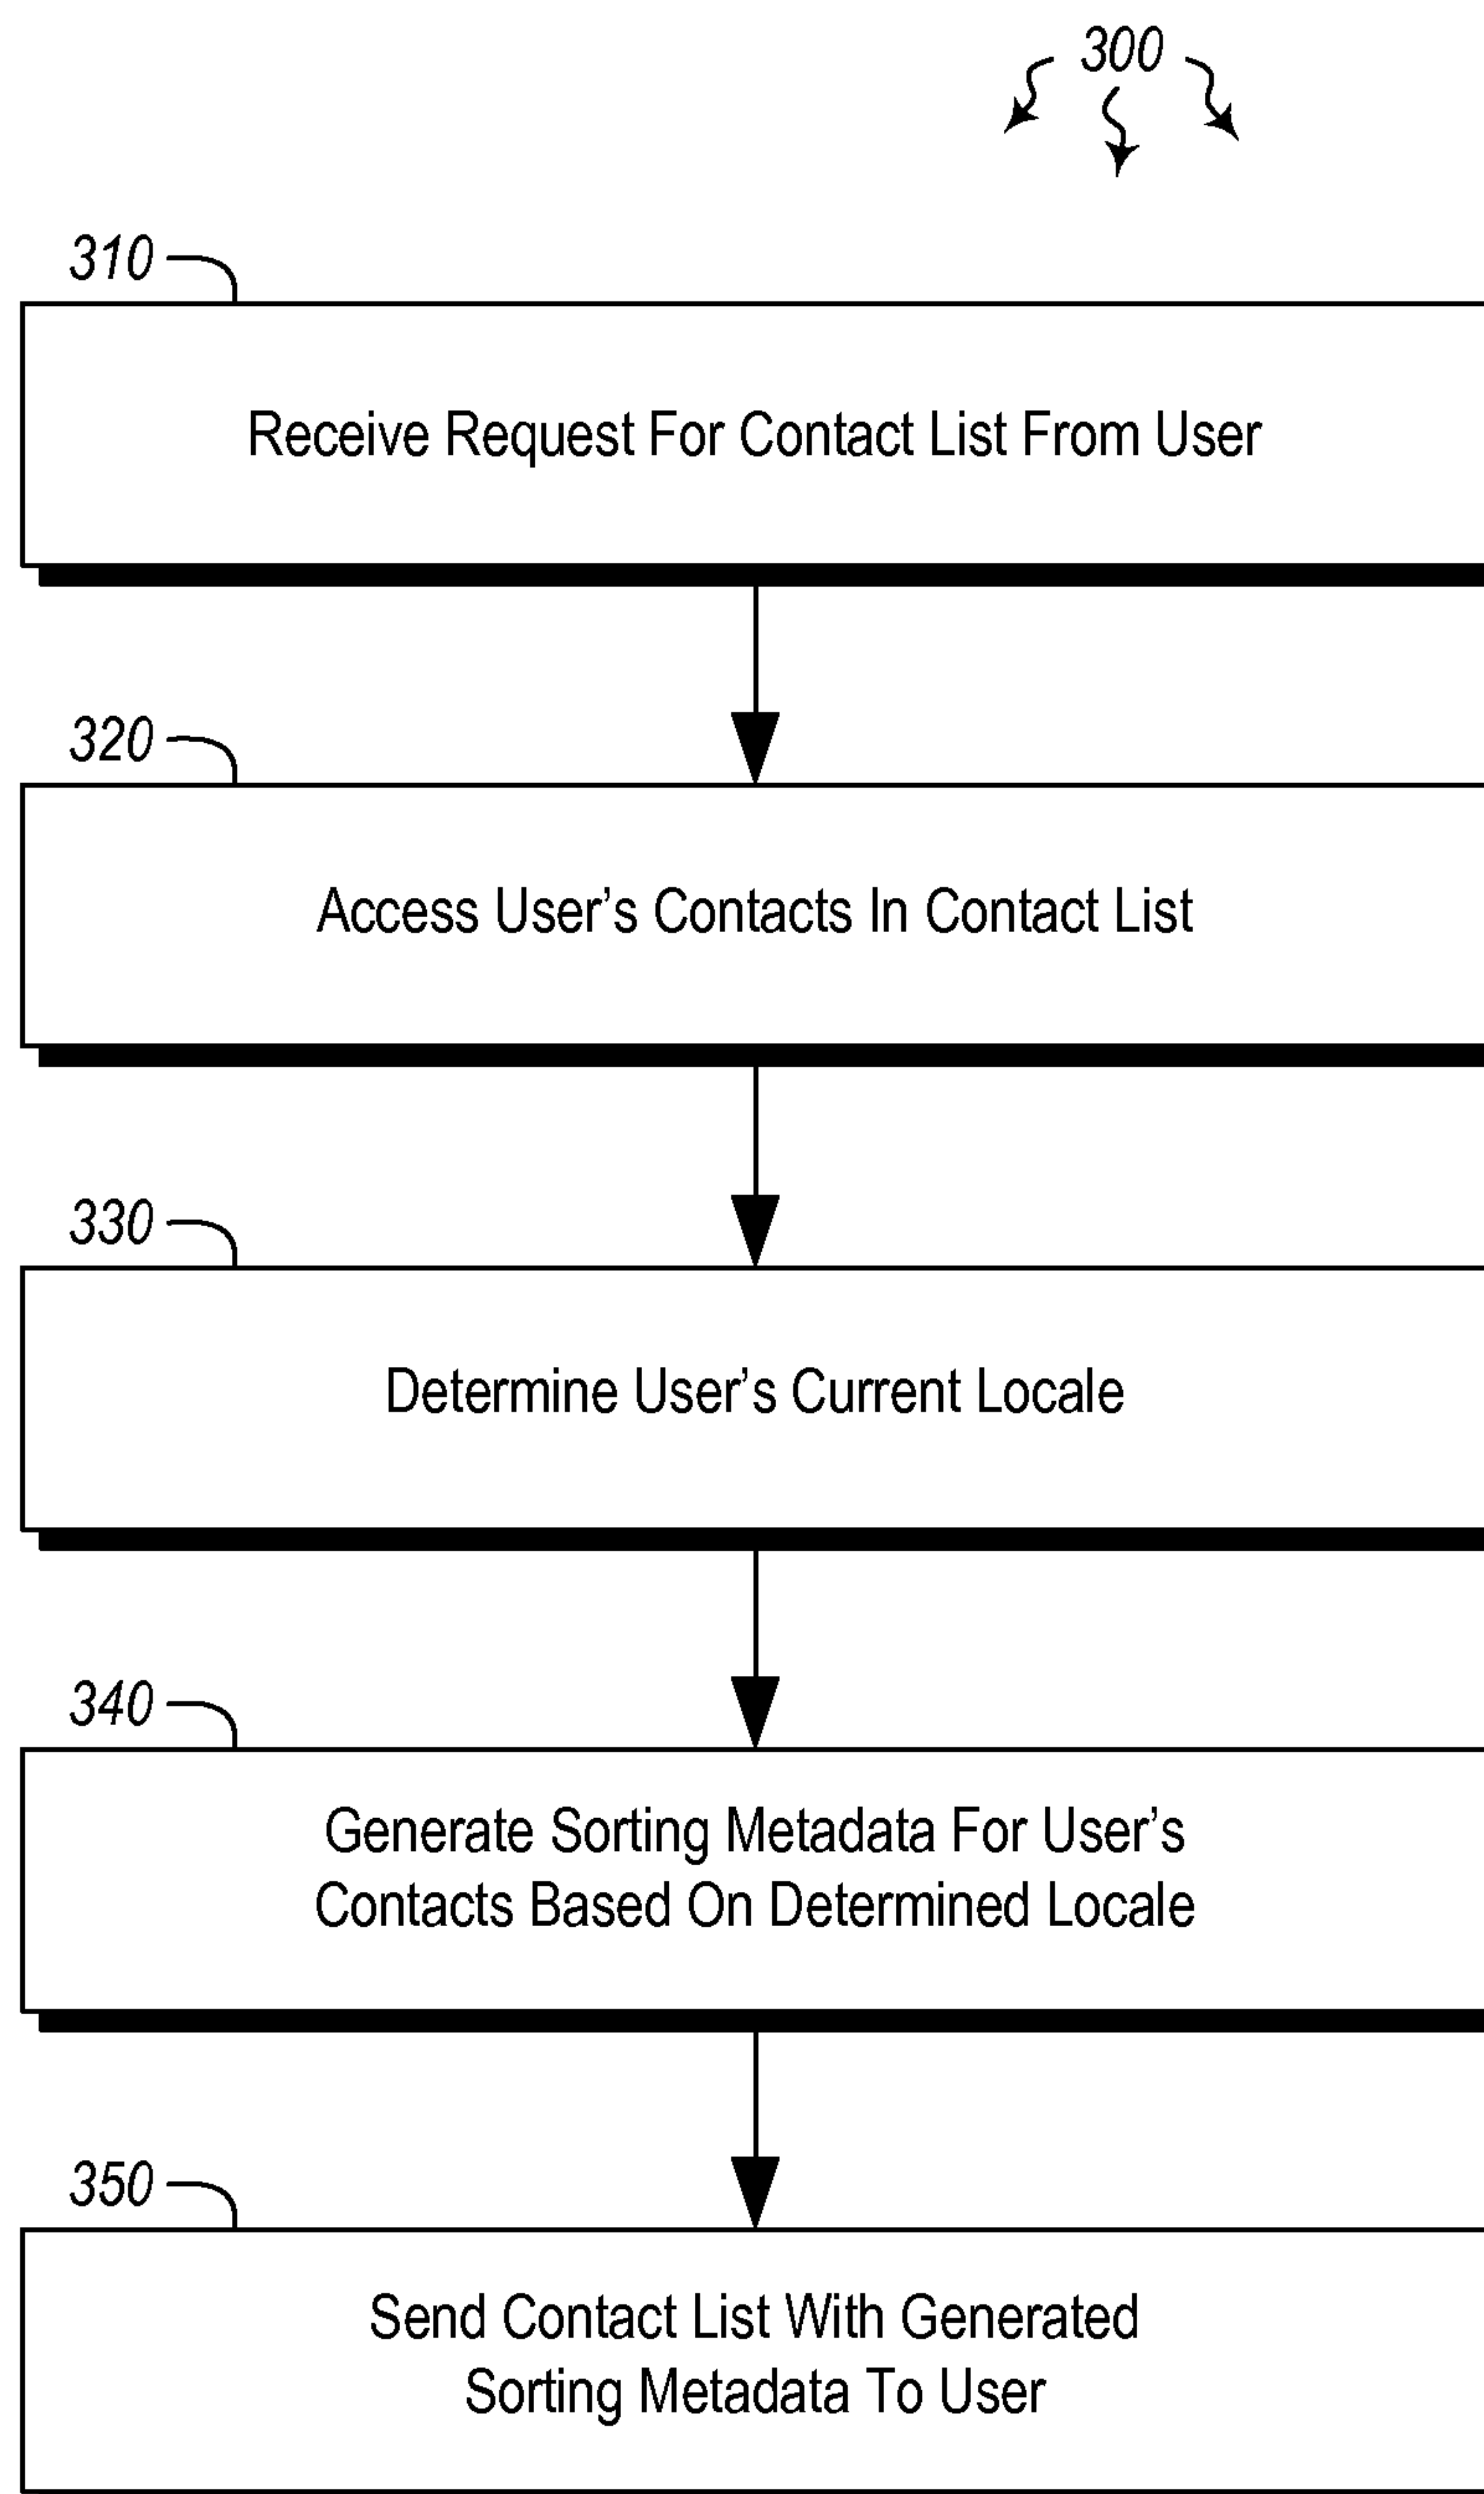 300
310
Receive Request For Contact List From User
320
Access User's Contacts In Contact List
330
Determine User's Current Locale
340
Generate Sorting Metadata For User's
Contacts Based On Determined Locale
350
Send Contact List With Generated
Sorting Metadata To User